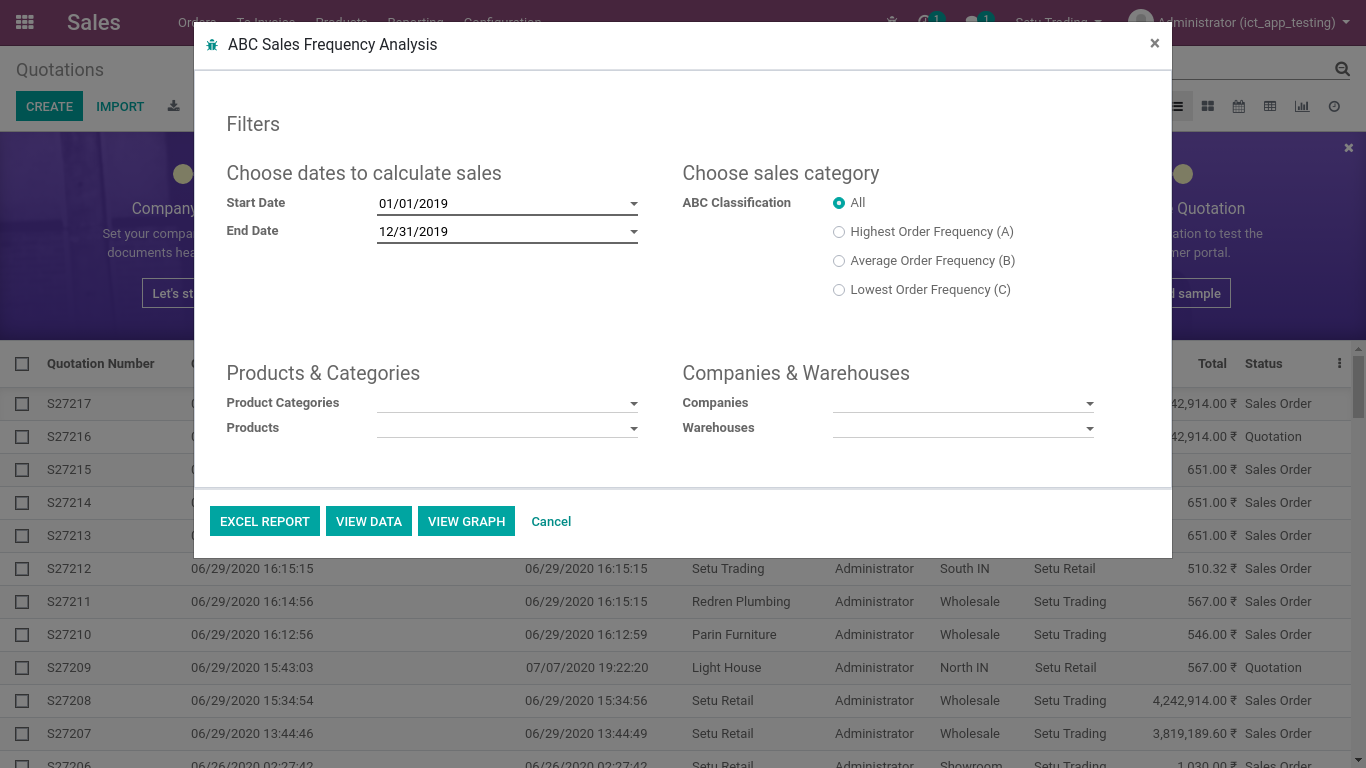 Sales Orders To Invoice Products Reporting Configuration 1 1 Setu Trading Administrator (ict_app_testing)
ABC Sales Frequency Analysis ×
Quotations
CREATE IMPORT
Filters
Choose dates to calculate sales
Start Date 01/01/2019
End Date 12/31/2019
Choose sales category
ABC Classification All
Highest Order Frequency (A)
Average Order Frequency (B)
Lowest Order Frequency (C)
Company
Set your
documents
Let's
Quotation
to test the
portal.
sample
Products & Categories
Product Categories
Products
Companies & Warehouses
Companies
Warehouses
EXCEL REPORT VIEW DATA VIEW GRAPH Cancel
Quotation Number Total Status
S27217 42,914.00 ₹ Sales Order
S27216 42,914.00 ₹ Quotation
S27215 651.00 ₹ Sales Order
S27214 651.00 ₹ Sales Order
S27213 651.00 ₹ Sales Order
S27212 06/29/2020 16:15:15 06/29/2020 16:15:15 Setu Trading Administrator South IN Setu Retail 510.32 ₹ Sales Order
S27211 06/29/2020 16:14:56 06/29/2020 16:15:15 Redren Plumbing Administrator Wholesale Setu Trading 567.00 ₹ Sales Order
S27210 06/29/2020 16:12:56 06/29/2020 16:12:59 Parin Furniture Administrator Wholesale Setu Trading 546.00 ₹ Sales Order
S27209 06/29/2020 15:43:03 07/07/2020 19:22:20 Light House Administrator North IN Setu Retail 567.00 ₹ Quotation
S27208 06/29/2020 15:34:54 06/29/2020 15:34:56 Setu Retail Administrator Wholesale Setu Trading 4,242,914.00 ₹ Sales Order
S27207 06/29/2020 13:44:46 06/29/2020 13:44:49 Setu Retail Administrator Wholesale Setu Trading 3,819,189.60 ₹ Sales Order
S27206 06/26/2020 02:27:42 06/26/2020 02:27:42 Setu Retail Administrator Showroom Setu Trading 1,030.00 ₹ Sales Order